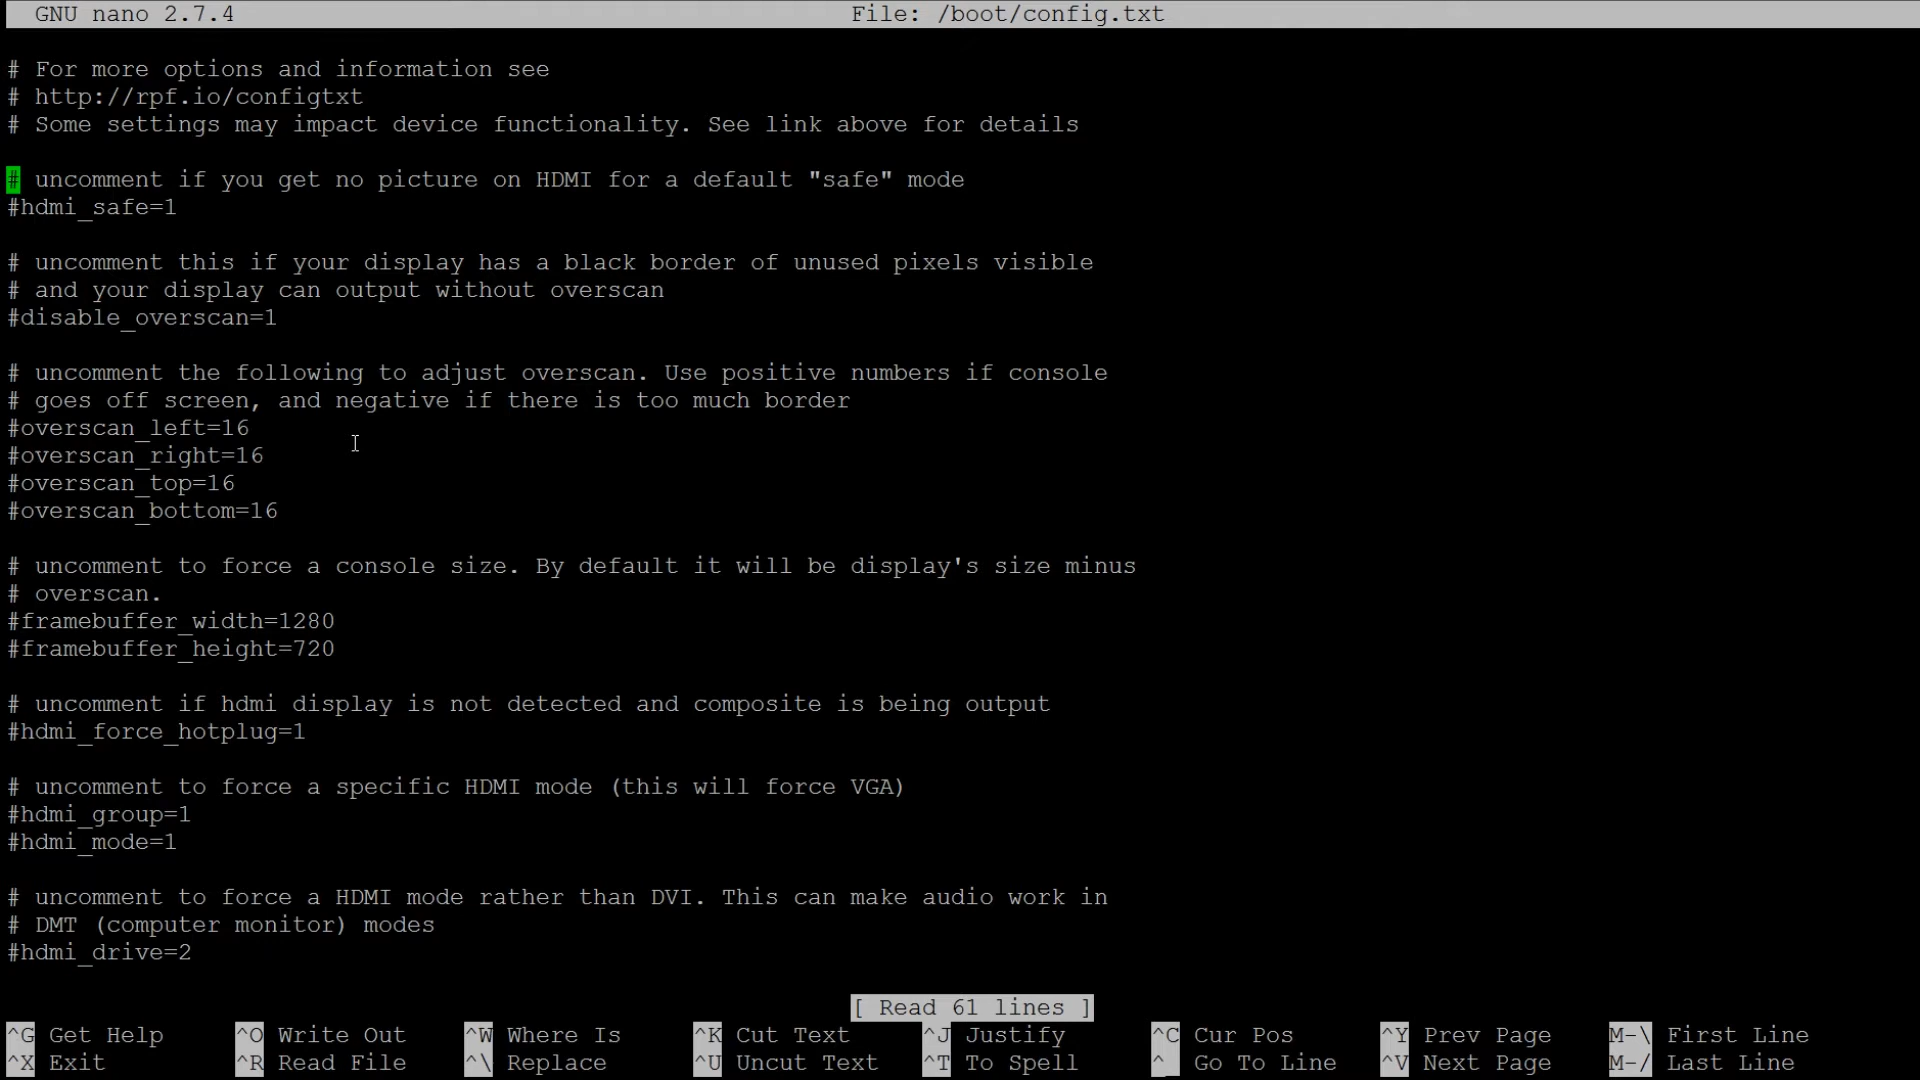 GNU nano 2.7.4 File: /boot/config.txt
# For more options and information see
# http://rpf.io/configtxt
# Some settings may impact device functionality. See link above for details
# uncomment if you get no picture on HDMI for a default "safe" mode
#hdmi_safe=1
# uncomment this if your display has a black border of unused pixels visible
# and your display can output without overscan
#disable_overscan=1
# uncomment the following to adjust overscan. Use positive numbers if console
# goes off screen, and negative if there is too much border
#overscan_left=16
#overscan_right=16
#overscan_top=16
#overscan_bottom=16
# uncomment to force a console size. By default it will be display's size minus
# overscan.
#framebuffer_width=1280
#framebuffer_height=720
# uncomment if hdmi display is not detected and composite is being output
#hdmi_force_hotplug=1
# uncomment to force a specific HDMI mode (this will force VGA)
#hdmi_group=1
#hdmi_mode=1
# uncomment to force a HDMI mode rather than DVI. This can make audio work in
# DMT (computer monitor) modes
#hdmi_drive=2
[ Read 61 lines ]
^G Get Help ^O Write Out ^W Where Is ^K Cut Text ^J Justify ^C Cur Pos ^Y Prev Page M-\ First Line
^X Exit ^R Read File ^\ Replace ^U Uncut Text ^T To Spell ^_ Go To Line ^V Next Page M-/ Last Line